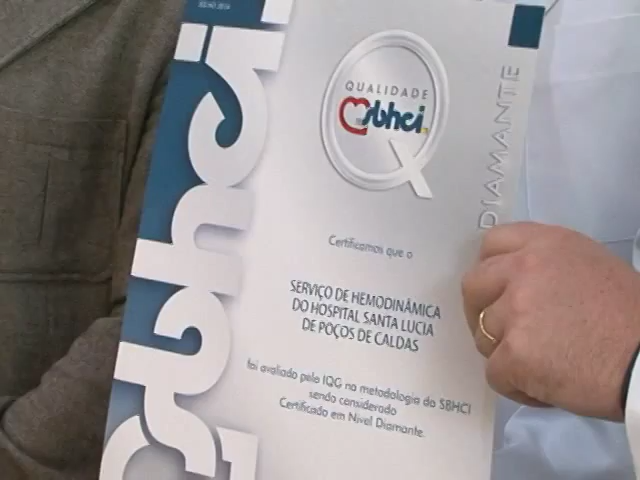 sbhci
QUALIDADE
sbhci
DIAMANTE
Certificamos que o
SERVIÇO DE HEMODINÂMICA
DO HOSPITAL SANTA LUCIA
DE POÇOS DE CALDAS
foi avaliado pelo IQG na metodologia da SBHCI
sendo considerado
Certificado em Nível Diamante.